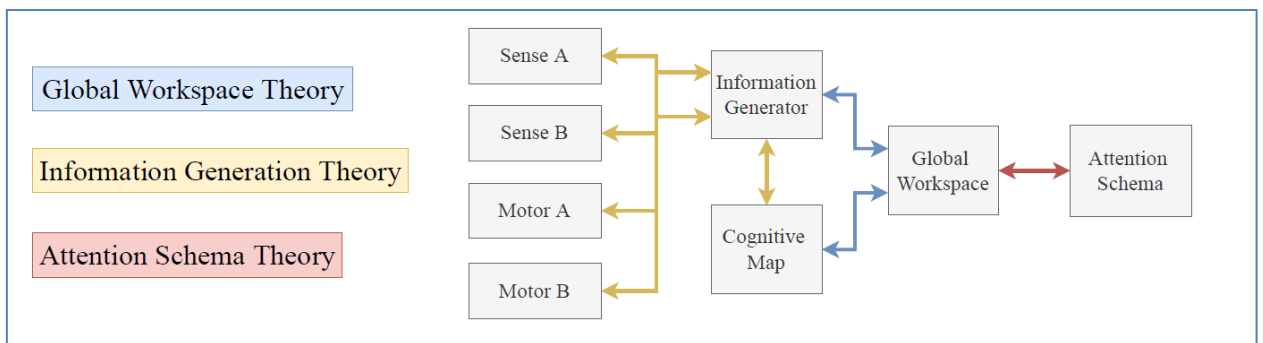 Global Workspace Theory
Information Generation Theory
Attention Schema Theory
Sense A
Sense B
Motor A
Motor B
Information
Generator
Cognitive
Map
Global
Workspace
Attention
Schema